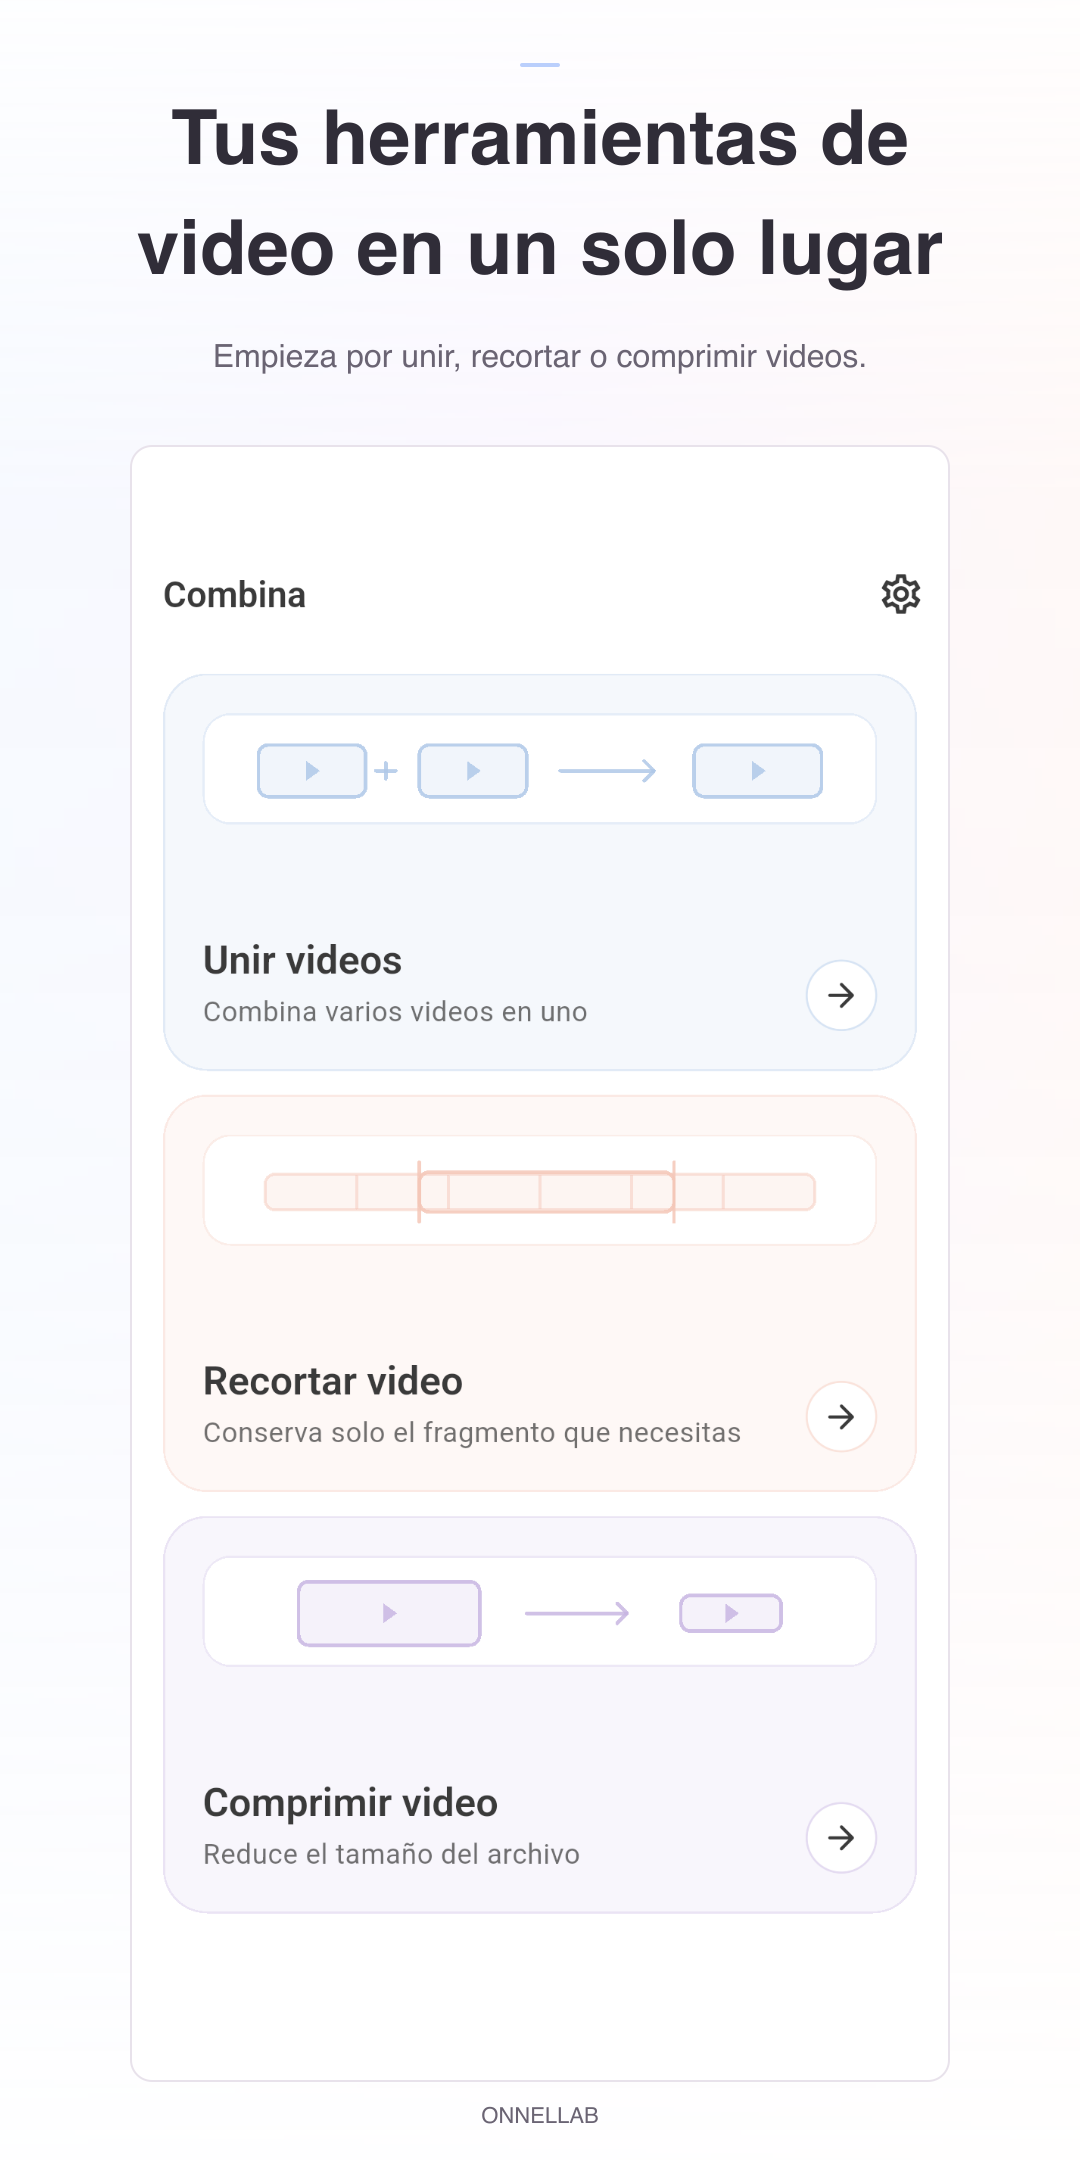 Tus herramientas de
video en un solo lugar
Empieza por unir, recortar o comprimir videos.
Combina
Unir videos
Combina varios videos en uno
Recortar video
Conserva solo el fragmento que necesitas
Comprimir video
Reduce el tamaño del archivo
ONNELLAB